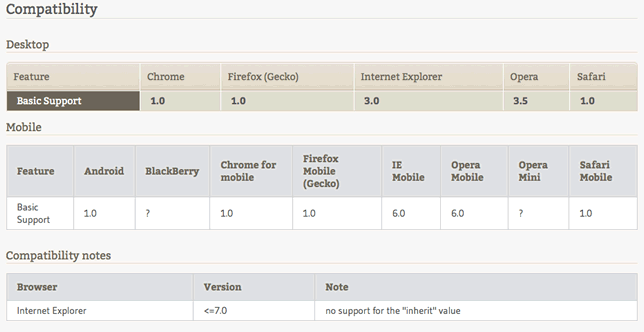 Compatibility
Desktop
Feature Chrome Firefox (Gecko) Internet Explorer Opera Safari
Basic Support 1.0 1.0 3.0 3.5 1.0
Mobile
Feature Android BlackBerry Chrome for mobile Firefox Mobile (Gecko) IE Mobile Opera Mobile Opera Mini Safari Mobile
Basic Support 1.0 ? 1.0 1.0 6.0 6.0 ? 1.0
Compatibility notes
Browser Version Note
Internet Explorer <=7.0 no support for the "inherit" value